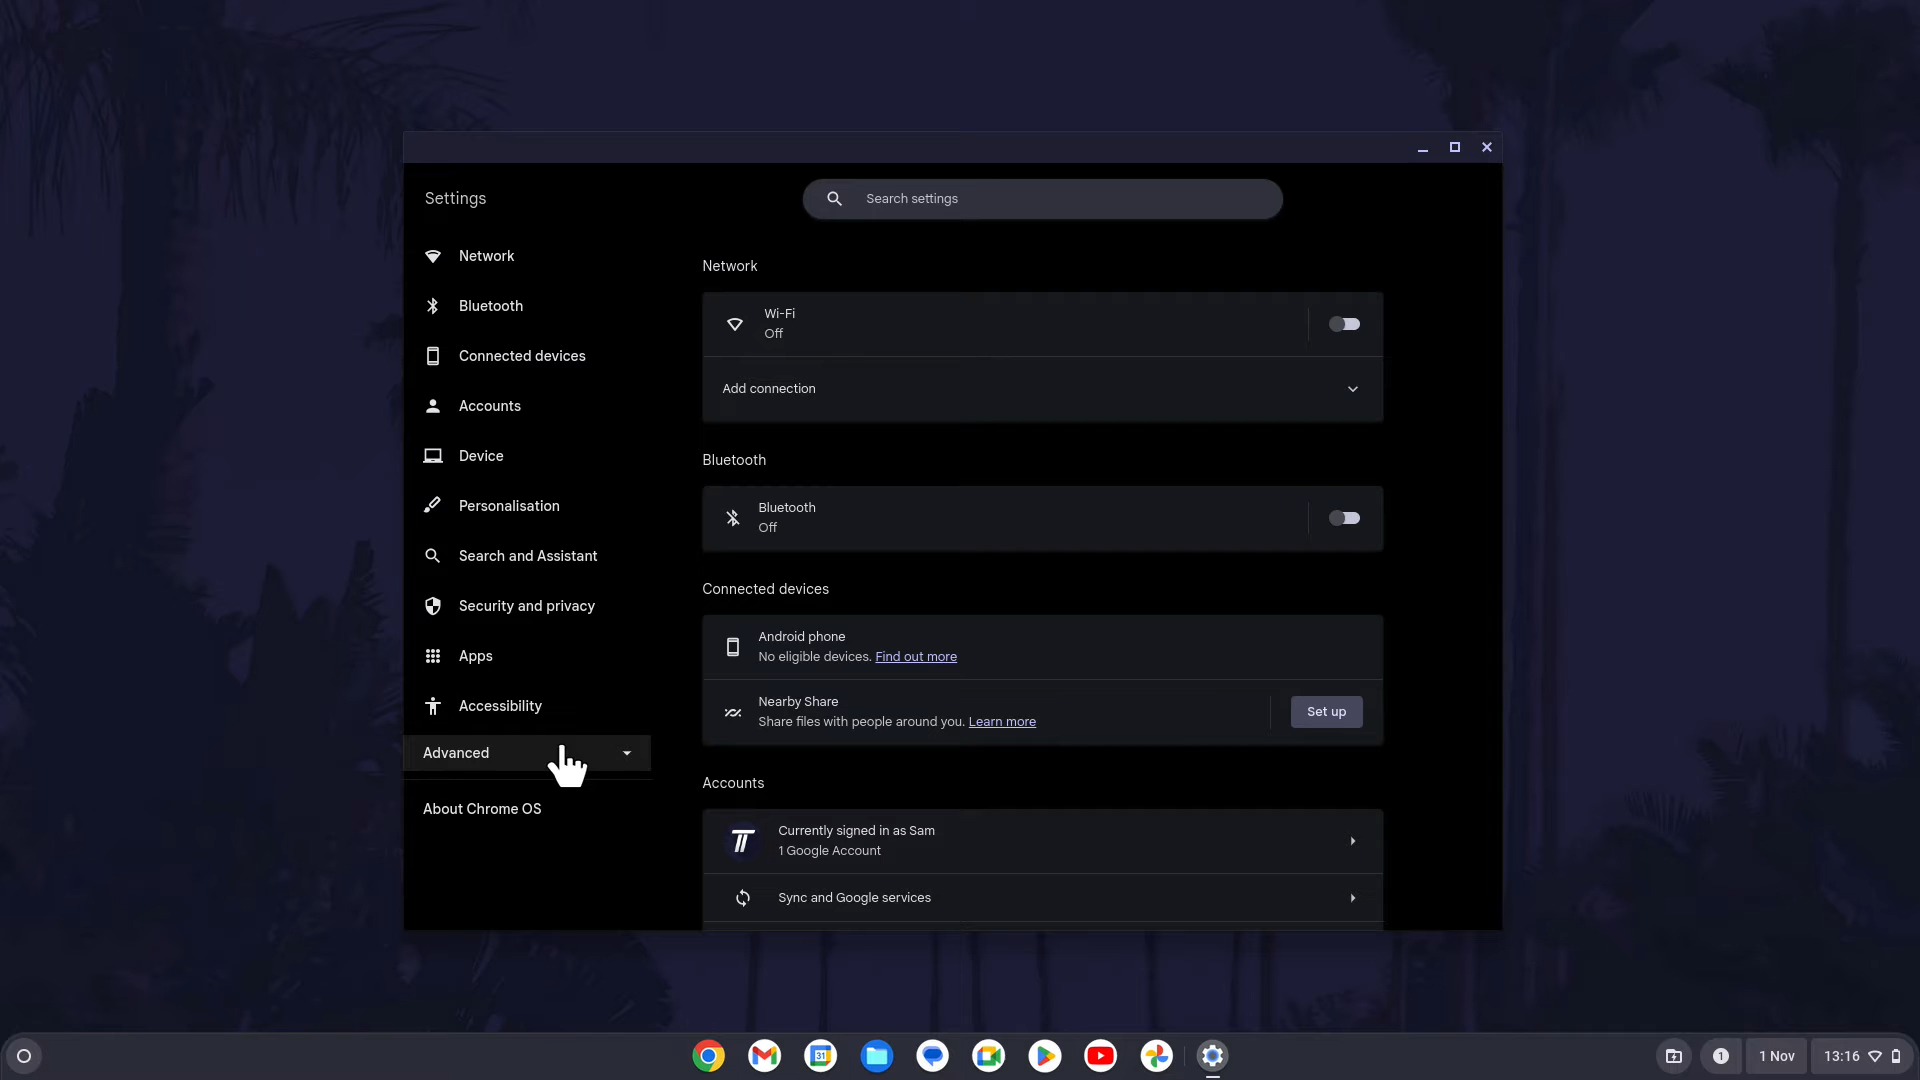 Settings
Search settings
Network
Bluetooth
Connected devices
Accounts
Device
Personalisation
Search and Assistant
Security and privacy
Apps
Accessibility
Advanced
About Chrome OS
Network
Wi-Fi
Off
Add connection
Bluetooth
Bluetooth
Off
Connected devices
Android phone
No eligible devices. Find out more
Nearby Share
Share files with people around you. Learn more
Set up
Accounts
Currently signed in as Sam
1 Google Account
Sync and Google services
31
1
1 Nov
13:16